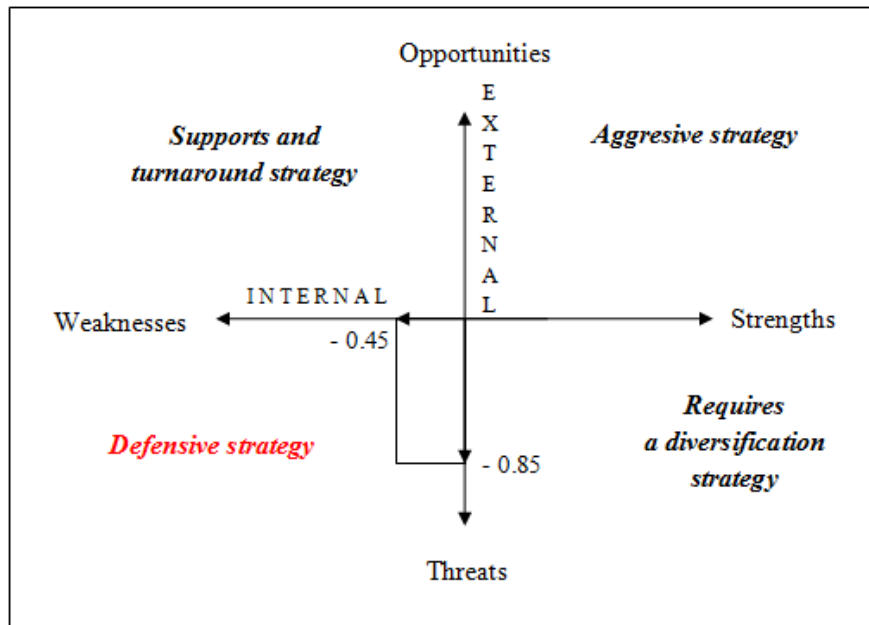 Opportunities
E
X
T
E
R
N
A
L
Supports and
turnaround strategy
Aggresive strategy
I N T E R N A L
Weaknesses
Strengths
- 0.45
Defensive strategy
- 0.85
Requires
a diversification
strategy
Threats